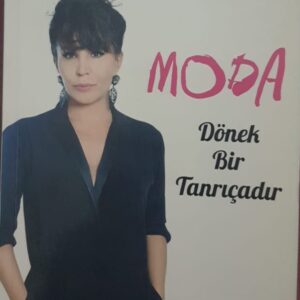 MODA
Dönek
Bir
Tanrıçadır